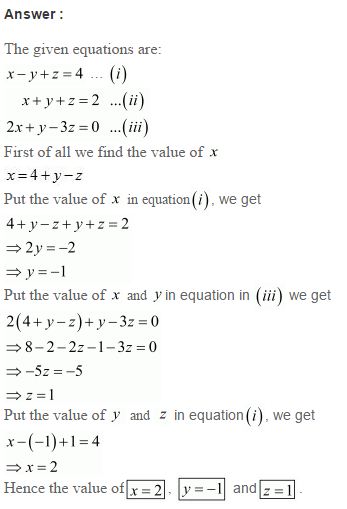 Answer :
The given equations are:
x − y + z = 4 ... (i)
x + y + z = 2 ...(ii)
2x + y − 3z = 0 ...(iii)
First of all we find the value of x
x = 4 + y − z
Put the value of x in equation (i), we get
4 + y − z + y + z = 2
⇒ 2y = −2
⇒ y = −1
Put the value of x and y in equation in (iii) we get
2(4 + y − z) + y − 3z = 0
⇒ 8 − 2 − 2z − 1 − 3z = 0
⇒ −5z = −5
⇒ z = 1
Put the value of y and z in equation (i), we get
x − (−1) + 1 = 4
⇒ x = 2
Hence the value of x = 2 , y = −1 and z = 1 .